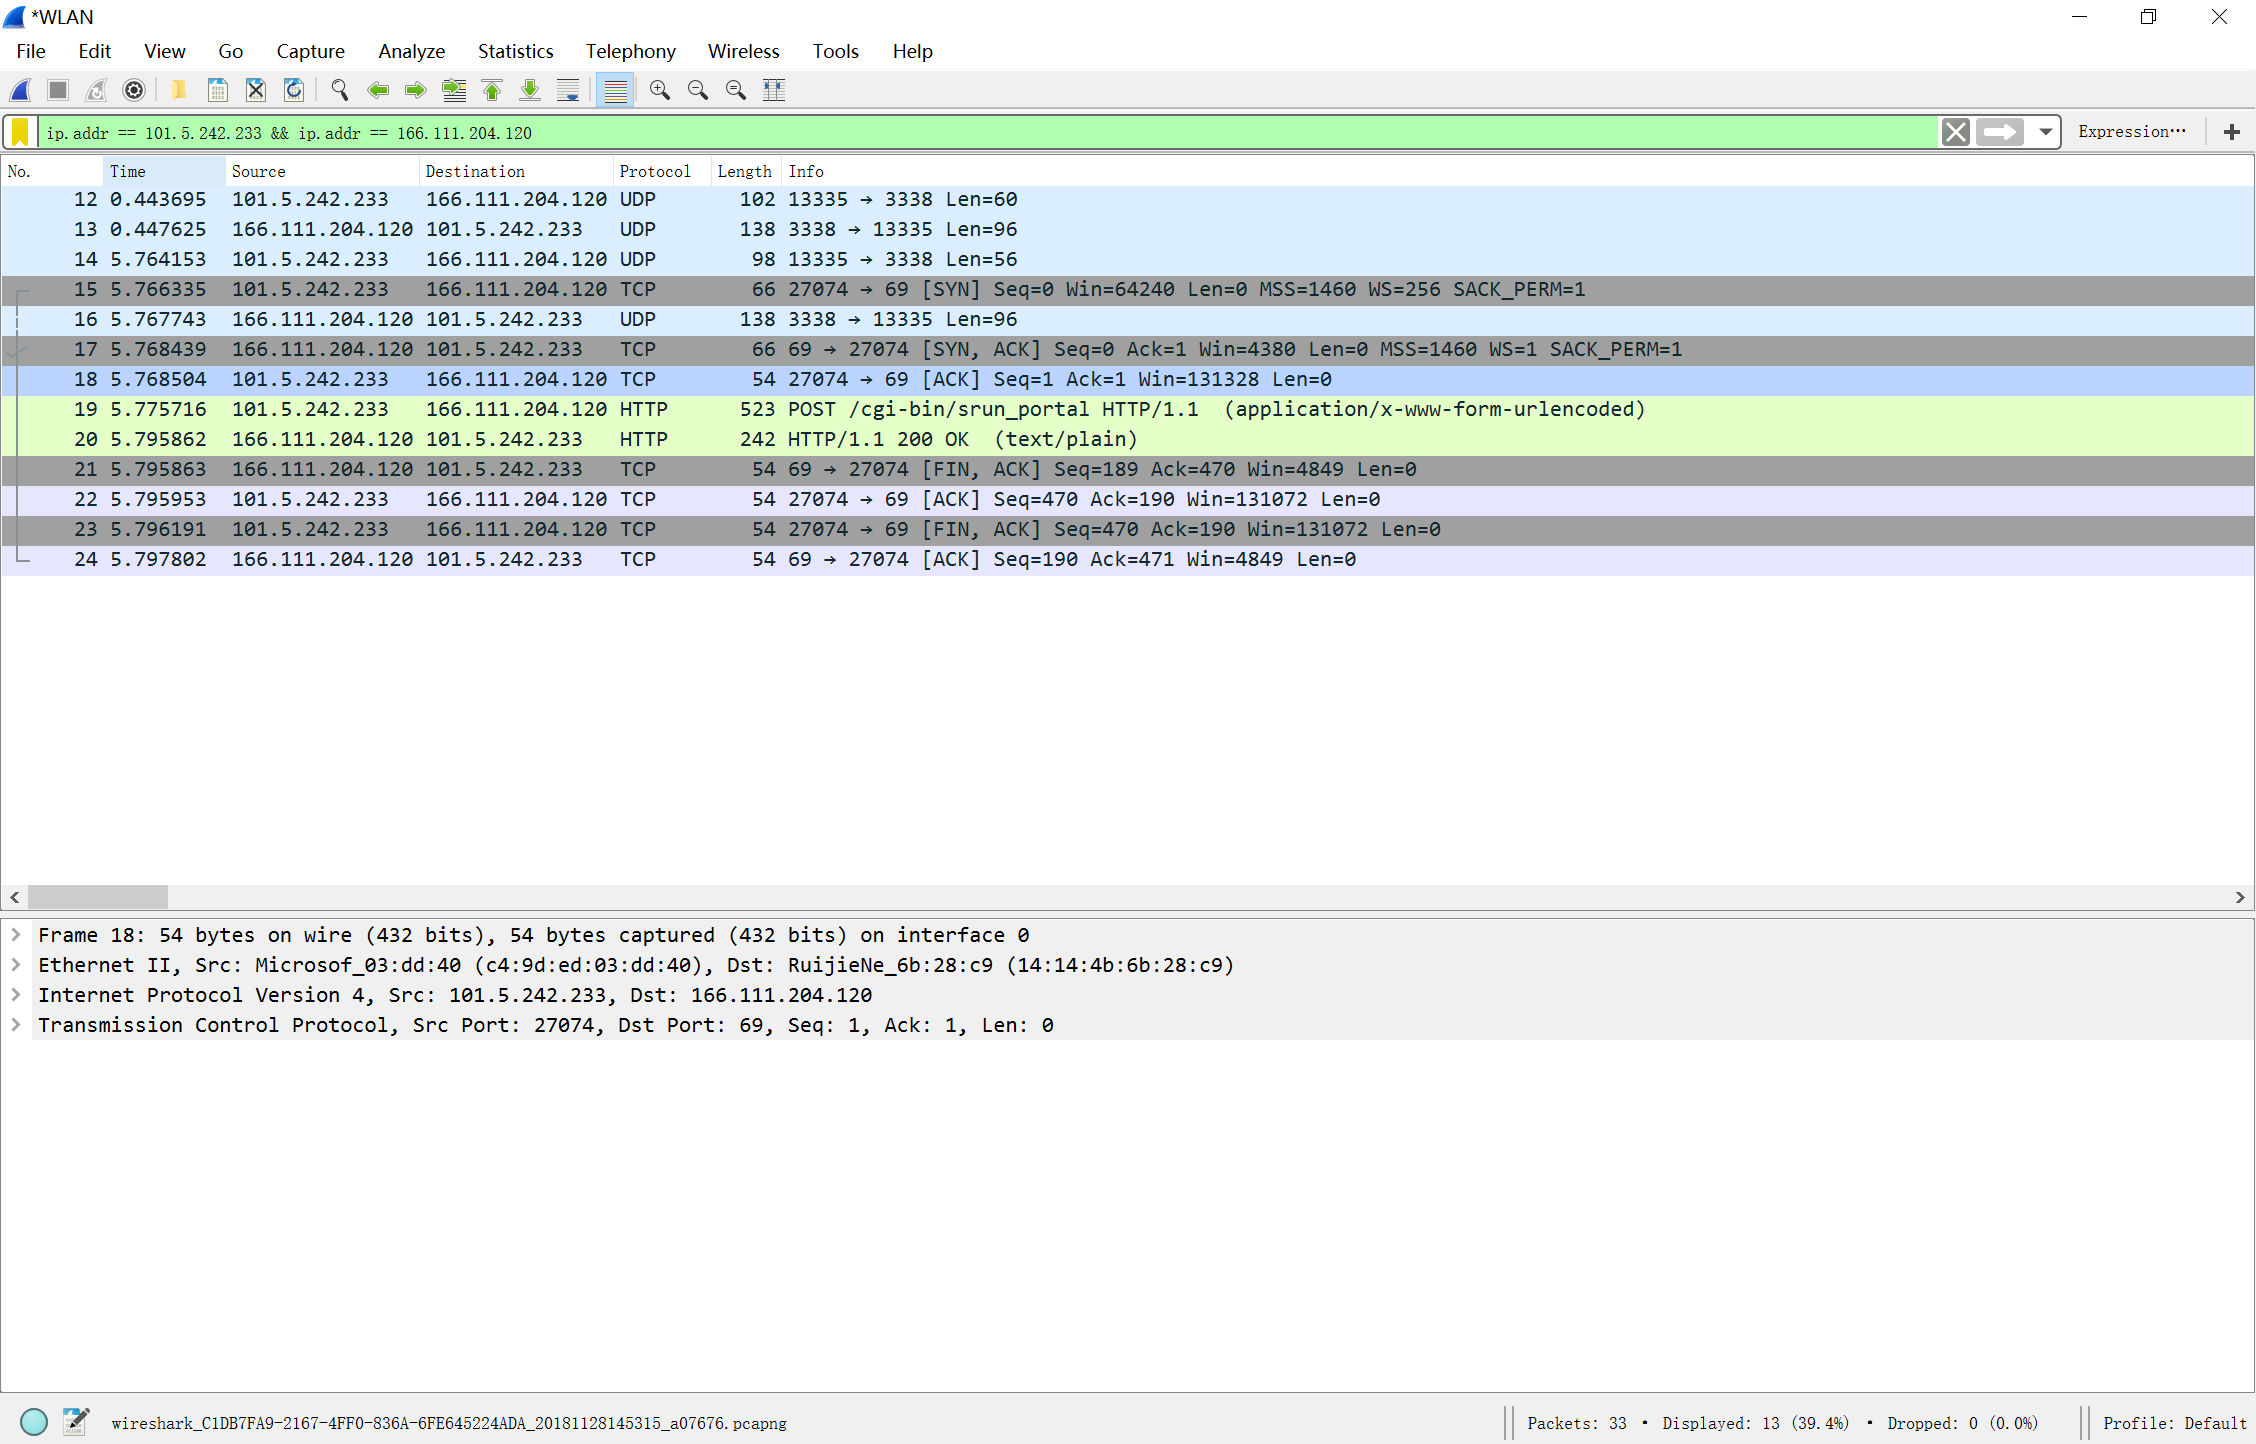 *WLAN
File Edit View Go Capture Analyze Statistics Telephony Wireless Tools Help
ip.addr == 101.5.242.233 && ip.addr == 166.111.204.120 Expression… +
No. Time Source Destination Protocol Length Info
12 0.443695 101.5.242.233 166.111.204.120 UDP 102 13335 → 3338 Len=60
13 0.447625 166.111.204.120 101.5.242.233 UDP 138 3338 → 13335 Len=96
14 5.764153 101.5.242.233 166.111.204.120 UDP 98 13335 → 3338 Len=56
15 5.766335 101.5.242.233 166.111.204.120 TCP 66 27074 → 69 [SYN] Seq=0 Win=64240 Len=0 MSS=1460 WS=256 SACK_PERM=1
16 5.767743 166.111.204.120 101.5.242.233 UDP 138 3338 → 13335 Len=96
17 5.768439 166.111.204.120 101.5.242.233 TCP 66 69 → 27074 [SYN, ACK] Seq=0 Ack=1 Win=4380 Len=0 MSS=1460 WS=1 SACK_PERM=1
18 5.768504 101.5.242.233 166.111.204.120 TCP 54 27074 → 69 [ACK] Seq=1 Ack=1 Win=131328 Len=0
19 5.775716 101.5.242.233 166.111.204.120 HTTP 523 POST /cgi-bin/srun_portal HTTP/1.1 (application/x-www-form-urlencoded)
20 5.795862 166.111.204.120 101.5.242.233 HTTP 242 HTTP/1.1 200 OK (text/plain)
21 5.795863 166.111.204.120 101.5.242.233 TCP 54 69 → 27074 [FIN, ACK] Seq=189 Ack=470 Win=4849 Len=0
22 5.795953 101.5.242.233 166.111.204.120 TCP 54 27074 → 69 [ACK] Seq=470 Ack=190 Win=131072 Len=0
23 5.796191 101.5.242.233 166.111.204.120 TCP 54 27074 → 69 [FIN, ACK] Seq=470 Ack=190 Win=131072 Len=0
24 5.797802 166.111.204.120 101.5.242.233 TCP 54 69 → 27074 [ACK] Seq=190 Ack=471 Win=4849 Len=0
Frame 18: 54 bytes on wire (432 bits), 54 bytes captured (432 bits) on interface 0
Ethernet II, Src: Microsof_03:dd:40 (c4:9d:ed:03:dd:40), Dst: RuijieNe_6b:28:c9 (14:14:4b:6b:28:c9)
Internet Protocol Version 4, Src: 101.5.242.233, Dst: 166.111.204.120
Transmission Control Protocol, Src Port: 27074, Dst Port: 69, Seq: 1, Ack: 1, Len: 0
wireshark_C1DB7FA9-2167-4FF0-836A-6FE645224ADA_20181128145315_a07676.pcapng Packets: 33 · Displayed: 13 (39.4%) · Dropped: 0 (0.0%) Profile: Default